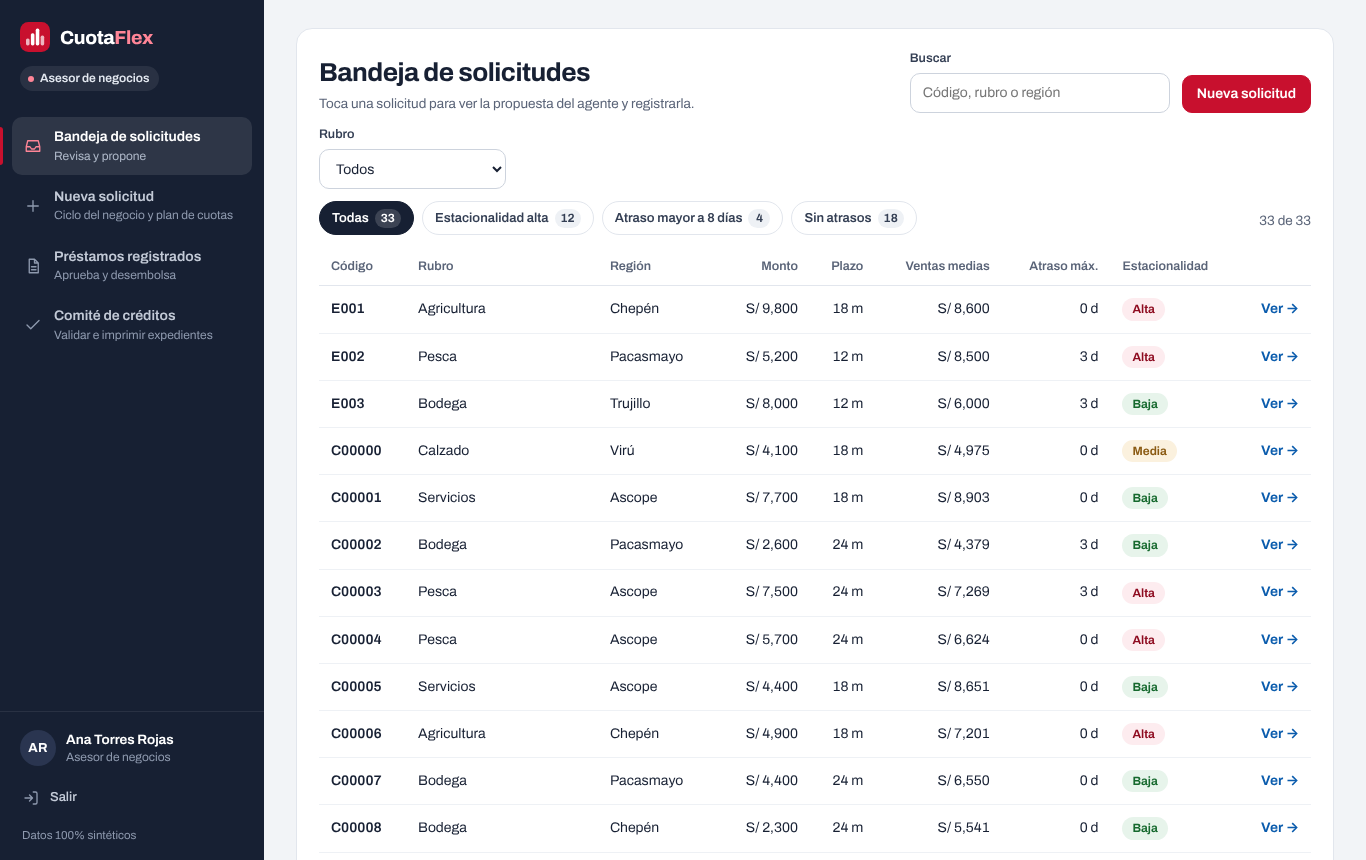 CuotaFlex
Asesor de negocios
Bandeja de solicitudes
Revisa y propone
Nueva solicitud
Ciclo del negocio y plan de cuotas
Préstamos registrados
Aprueba y desembolsa
Comité de créditos
Validar e imprimir expedientes
AR
Ana Torres Rojas
Asesor de negocios
Salir
Datos 100% sintéticos
Bandeja de solicitudes
Toca una solicitud para ver la propuesta del agente y registrarla.
Buscar
Código, rubro o región
Nueva solicitud
Rubro
Todos
Todas 33 Estacionalidad alta 12 Atraso mayor a 8 días 4 Sin atrasos 18 33 de 33
Código Rubro Región Monto Plazo Ventas medias Atraso máx. Estacionalidad
E001 Agricultura Chepén S/ 9,800 18 m S/ 8,600 0 d Alta Ver →
E002 Pesca Pacasmayo S/ 5,200 12 m S/ 8,500 3 d Alta Ver →
E003 Bodega Trujillo S/ 8,000 12 m S/ 6,000 3 d Baja Ver →
C00000 Calzado Virú S/ 4,100 18 m S/ 4,975 0 d Media Ver →
C00001 Servicios Ascope S/ 7,700 18 m S/ 8,903 0 d Baja Ver →
C00002 Bodega Pacasmayo S/ 2,600 24 m S/ 4,379 3 d Baja Ver →
C00003 Pesca Ascope S/ 7,500 24 m S/ 7,269 3 d Alta Ver →
C00004 Pesca Ascope S/ 5,700 24 m S/ 6,624 0 d Alta Ver →
C00005 Servicios Ascope S/ 4,400 18 m S/ 8,651 0 d Baja Ver →
C00006 Agricultura Chepén S/ 4,900 18 m S/ 7,201 0 d Alta Ver →
C00007 Bodega Pacasmayo S/ 4,400 24 m S/ 6,550 0 d Baja Ver →
C00008 Bodega Chepén S/ 2,300 24 m S/ 5,541 0 d Baja Ver →